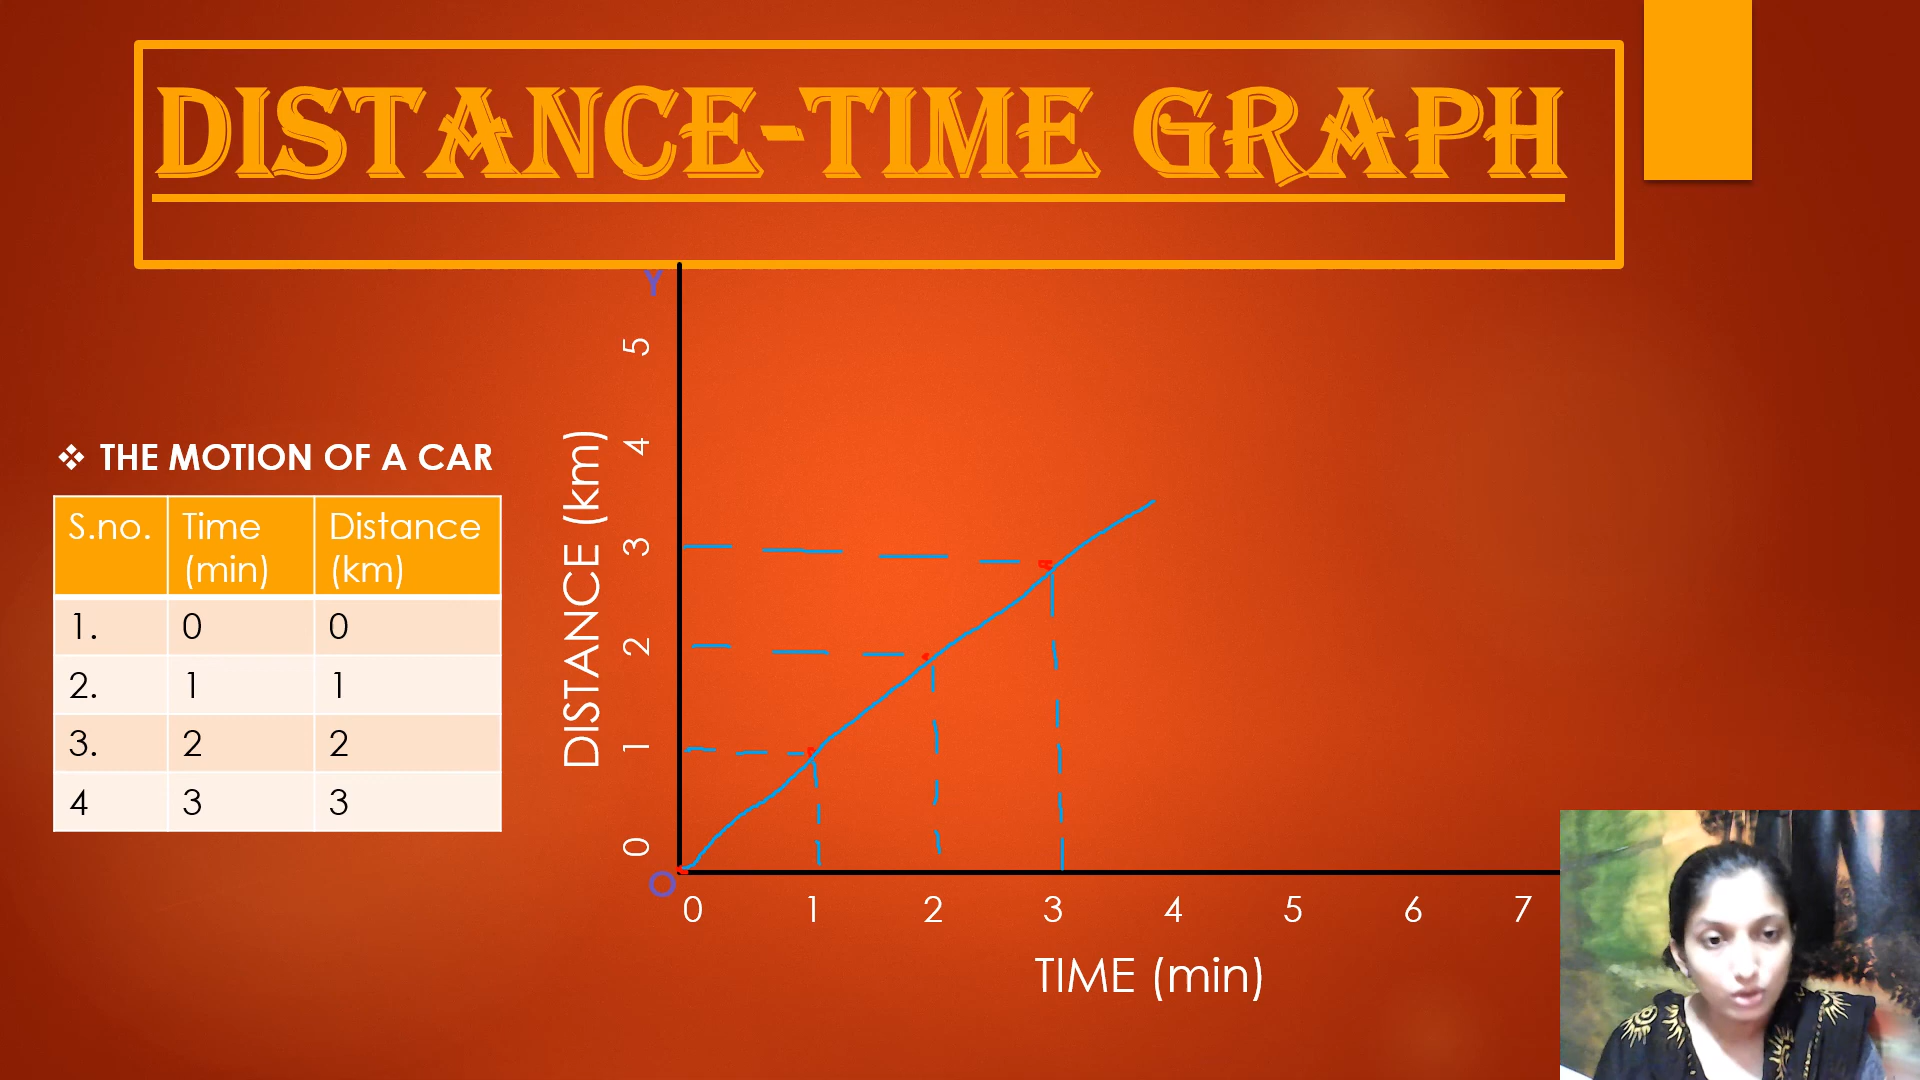 DISTANCE-TIME GRAPH
❖ THE MOTION OF A CAR
S.no. Time (min) Distance (km)
1. 0 0
2. 1 1
3. 2 2
4 3 3
Y
5
4
3
2
1
0
DISTANCE (km)
O
0 1 2 3 4 5 6 7
TIME (min)